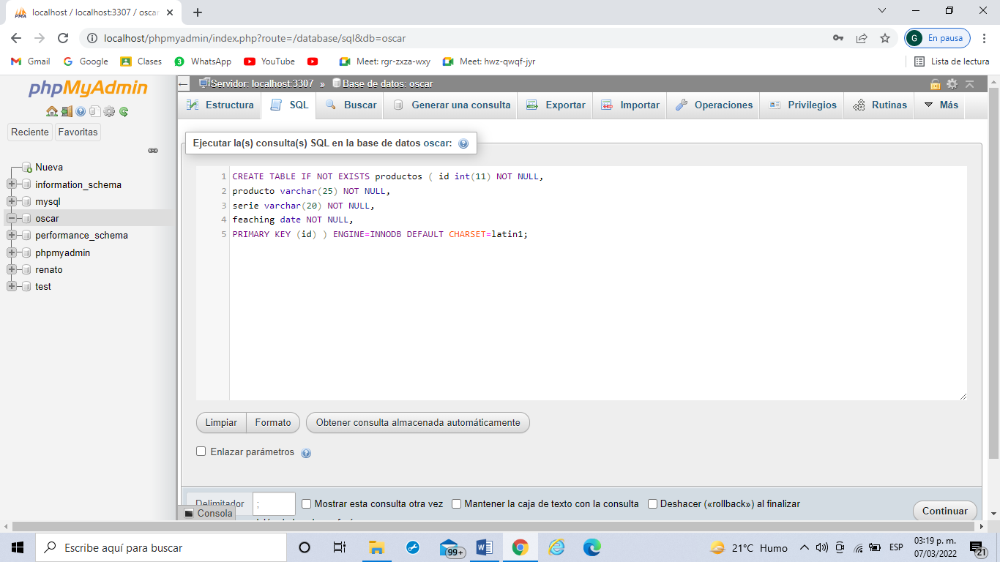 localhost / localhost:3307 / oscar
localhost/phpmyadmin/index.php?route=/database/sql&db=oscar
G En pausa
Gmail Google Clases WhatsApp YouTube Meet: rgr-zxza-wxy Meet: hwz-qwqf-jyr Lista de lectura
phpMyAdmin
Servidor: localhost:3307 » Base de datos: oscar
Estructura SQL Buscar Generar una consulta Exportar Importar Operaciones Privilegios Rutinas Más
Reciente Favoritas
Nueva
information_schema
mysql
oscar
performance_schema
phpmyadmin
renato
test
Ejecutar la(s) consulta(s) SQL en la base de datos oscar:
1 CREATE TABLE IF NOT EXISTS productos ( id int(11) NOT NULL,
2 producto varchar(25) NOT NULL,
3 serie varchar(20) NOT NULL,
4 feaching date NOT NULL,
5 PRIMARY KEY (id) ) ENGINE=INNODB DEFAULT CHARSET=latin1;
Limpiar Formato Obtener consulta almacenada automáticamente
Enlazar parámetros
Delimitador ; Mostrar esta consulta otra vez Mantener la caja de texto con la consulta Deshacer («rollback») al finalizar
Continuar
Consola
Escribe aquí para buscar
99+
21°C Humo
ESP
03:19 p. m.
07/03/2022
21